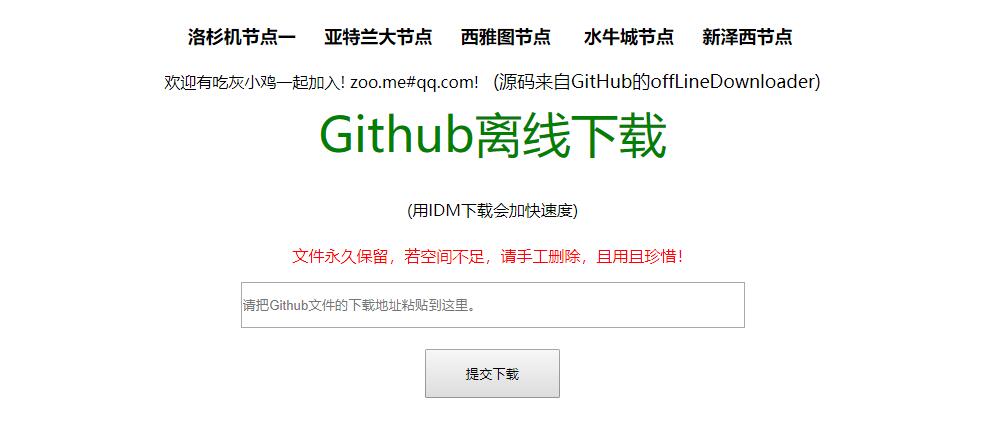 洛杉机节点一 亚特兰大节点 西雅图节点 水牛城节点 新泽西节点
欢迎有吃灰小鸡一起加入! zoo.me#qq.com! (源码来自GitHub的offLineDownloader)
Github离线下载
(用IDM下载会加快速度)
文件永久保留，若空间不足，请手工删除，且用且珍惜！
请把Github文件的下载地址粘贴到这里。
提交下载